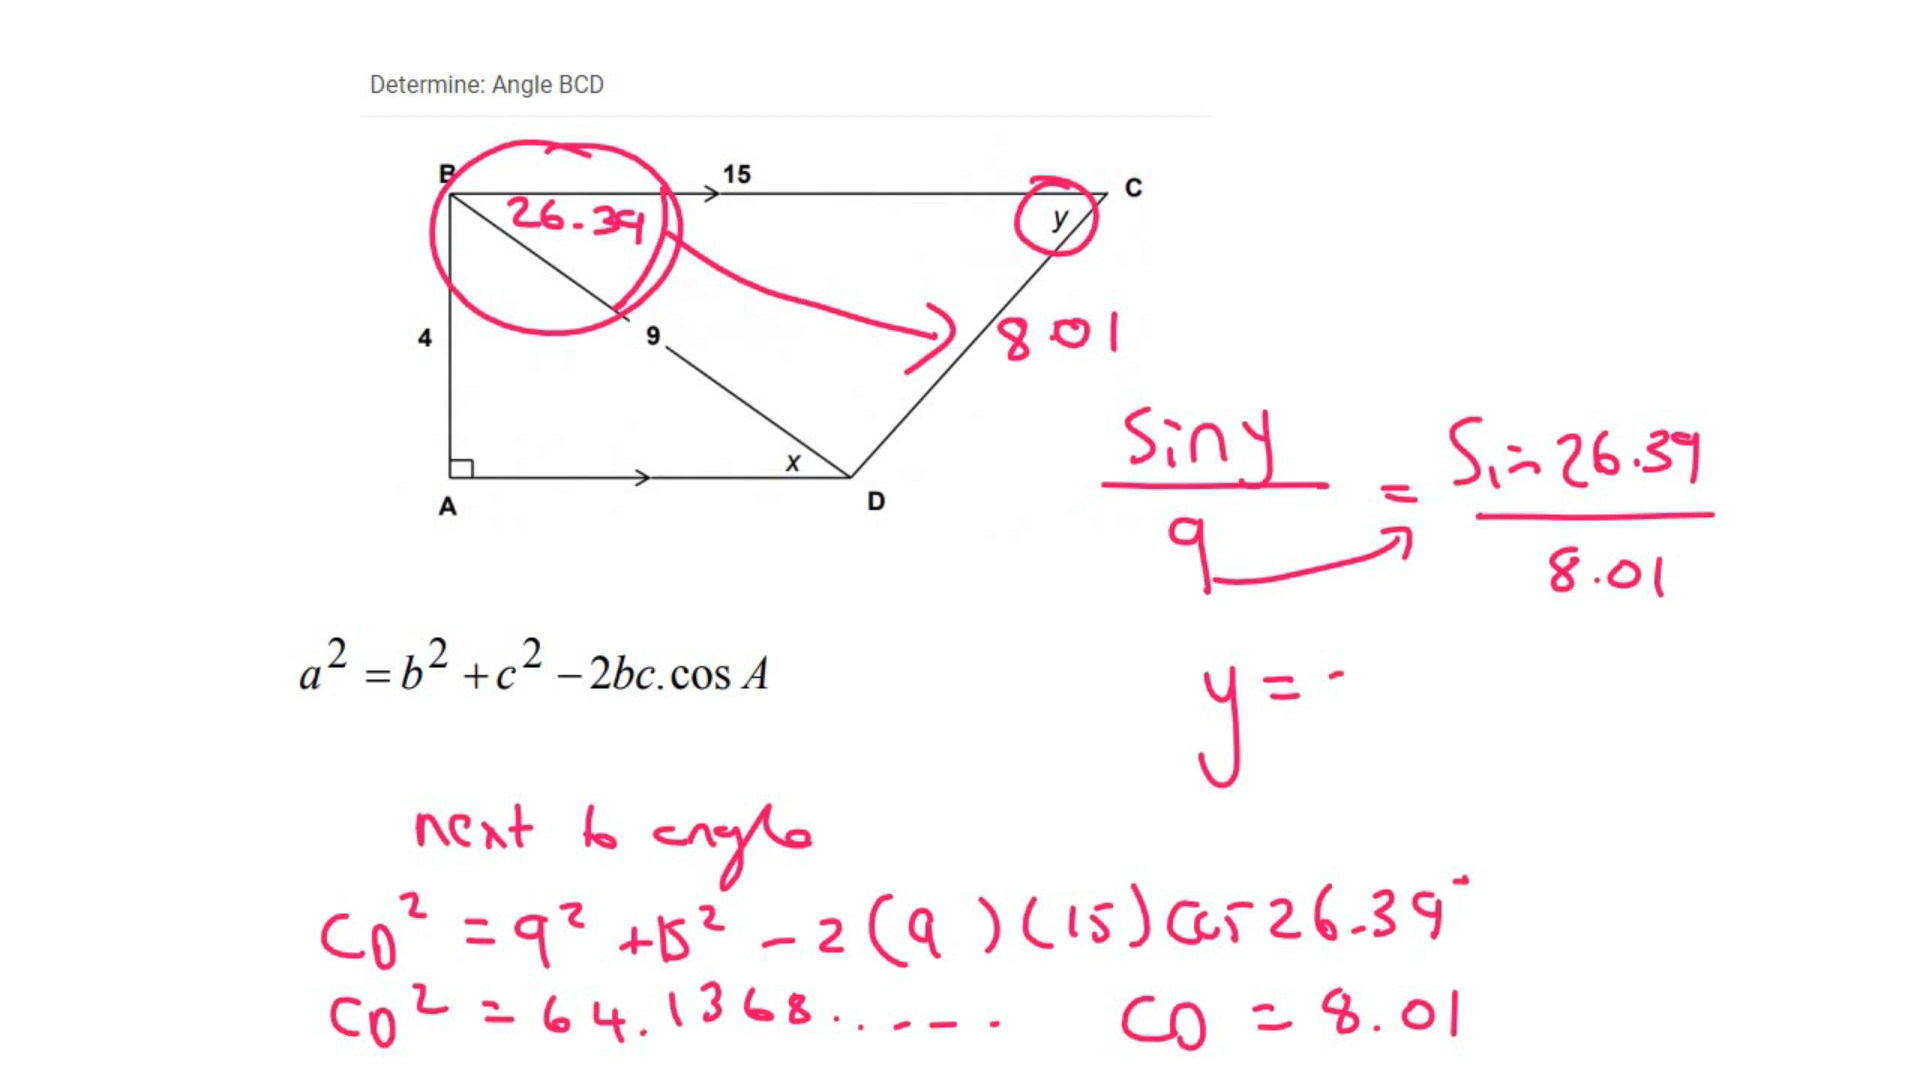 Determine: Angle BCD
B 15 C
26.39 y
4 9 8.01
x
A D
sin y / 9 = Sin 26.39 / 8.01
a² = b² + c² – 2bc.cos A
y = -
next to angle
CD² = 9² + 15² - 2(9)(15) Cos 26.39°
CD² = 64.1368..---. CD = 8.01